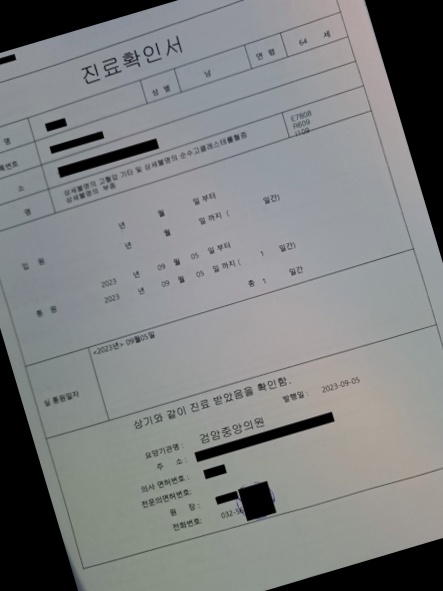 진료확인서
명 성 별 남 연 령 64 세
록번호
소
명 상세불명의 고혈압 기타 및 상세불명의 순수고콜레스테롤혈증 E7808
상세불명의 부종 R609
I109
년 월 일 부터
입 원 년 월 일 까지 ( 일간)
2023 년 09 월 05 일 부터
통 원 2023 년 09 월 05 일 까지 ( 1 일간)
총 1 일간
<2023년> 09월05일
실 통원일자
상기와 같이 진료 받았음을 확인함.
발행일 : 2023-09-05
요양기관명 : 검암중앙의원
주 소 :
의사 면허번호 :
전문의면허번호:
원 장 :
전화번호: 032-